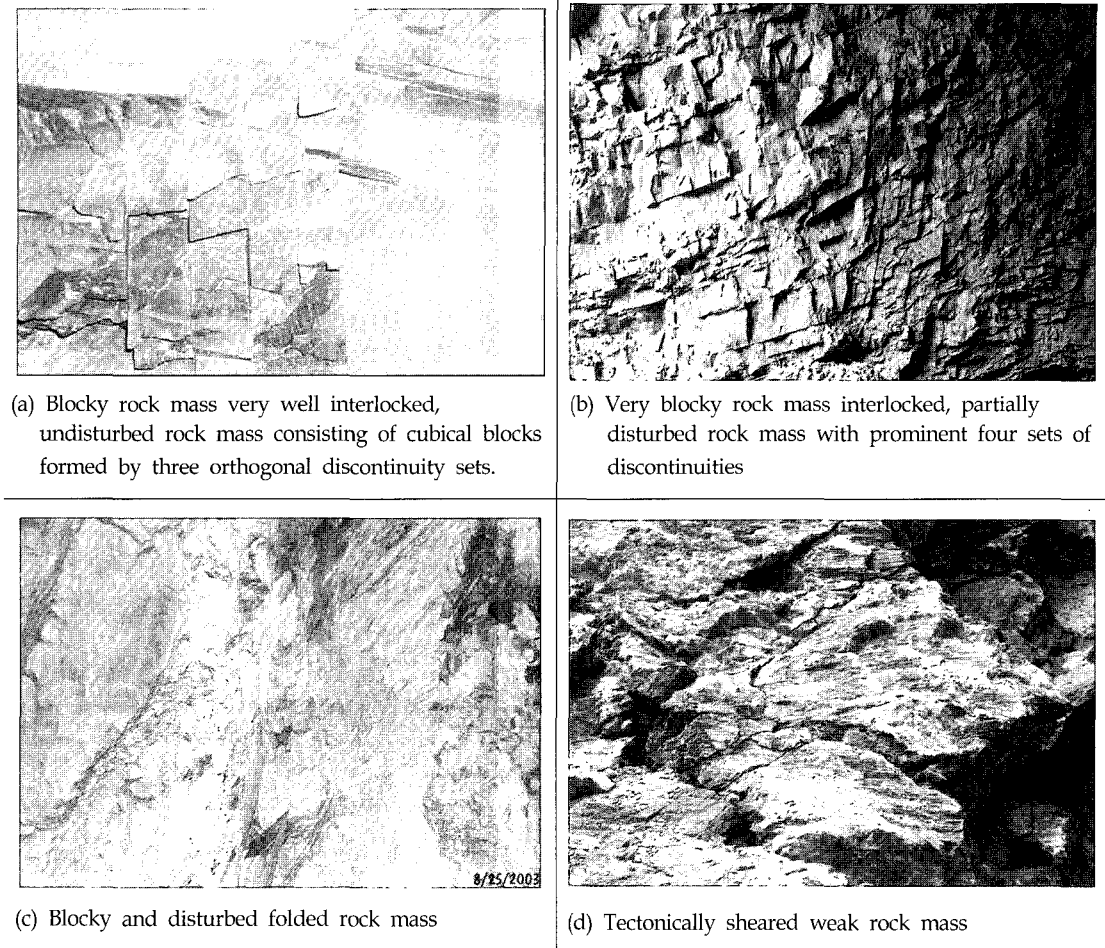 (a) Blocky rock mass very well interlocked,
undisturbed rock mass consisting of cubical blocks
formed by three orthogonal discontinuity sets.
(b) Very blocky rock mass interlocked, partially
disturbed rock mass with prominent four sets of
discontinuities
8/25/2003
(c) Blocky and disturbed folded rock mass
(d) Tectonically sheared weak rock mass